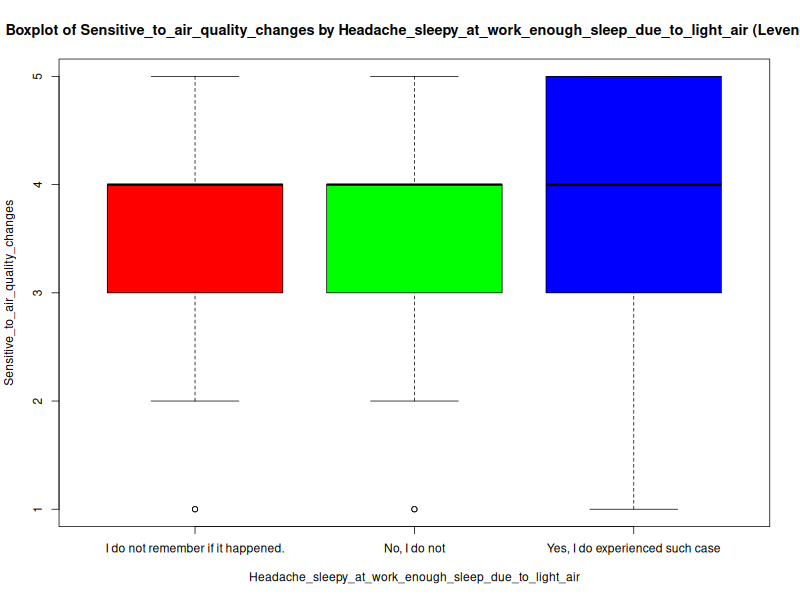 Boxplot of Sensitive_to_air_quality_changes by Headache_sleepy_at_work_enough_sleep_due_to_light_air (Leven
5
4
3
2
1
Sensitive_to_air_quality_changes
I do not remember if it happened.
No, I do not
Yes, I do experienced such case
Headache_sleepy_at_work_enough_sleep_due_to_light_air